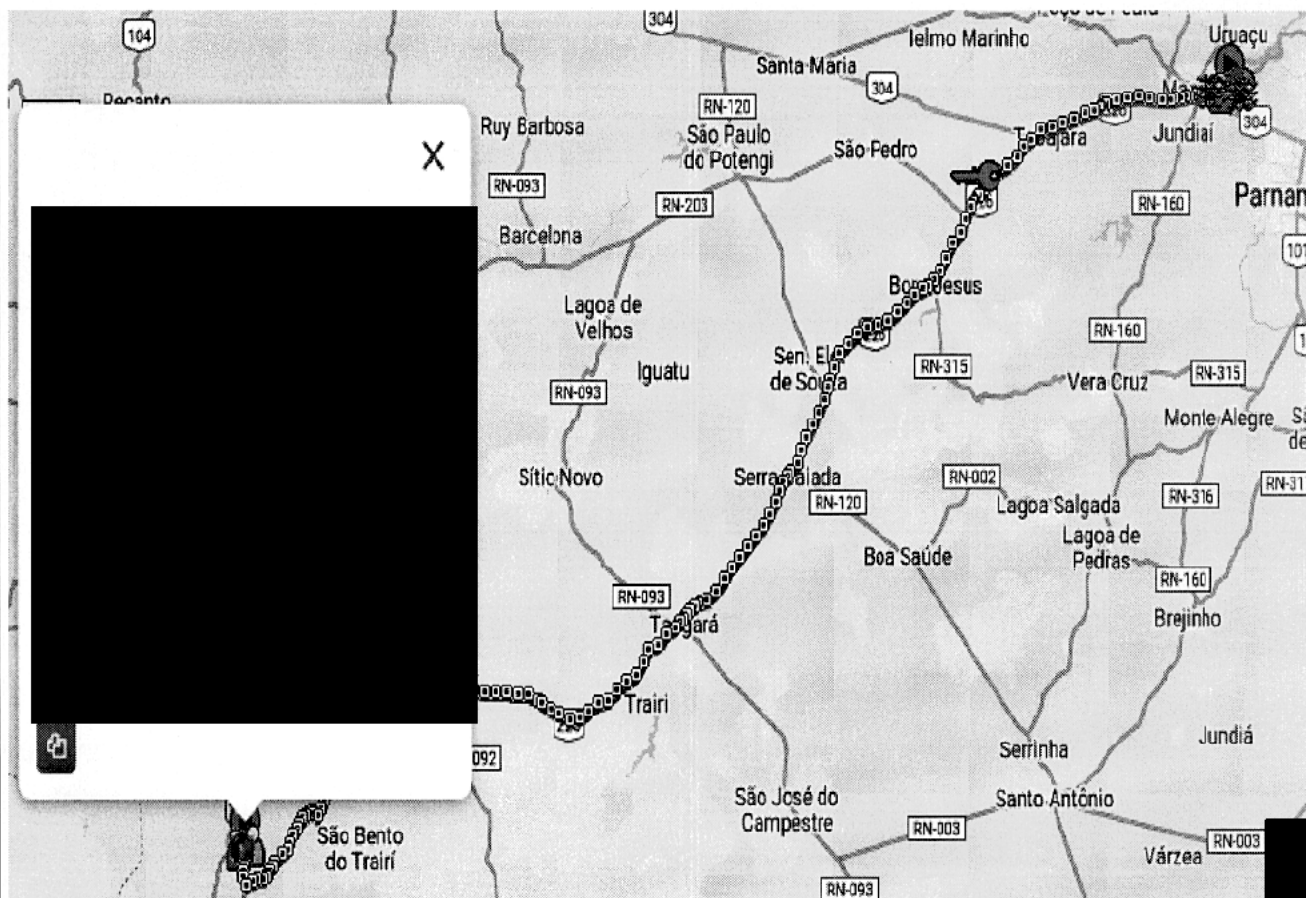 304
104
Ielmo Marinho
Uruaçu
Santa Maria
304
Recanto
RN-120
Ruy Barbosa
São Paulo
do Potengi
São Pedro
Jundiaí
304
X
RN-093
RN-203
RN-160
Parnan
Barcelona
101
Lagoa de
Velhos
RN-160
Iguatu
de Souza
RN-315
Vera Cruz
RN-315
RN-093
Monte Alegre
Sítio Novo
RN-120
RN-002
RN-316
Lagoa Salgada
Boa Saúde
Lagoa de
Pedras
RN-093
RN-160
Brejinho
Trairi
092
Serrinha
Jundiá
São José do
Campestre
Santo Antônio
São Bento
do Trairí
RN-003
RN-003
Várzea
RN-093